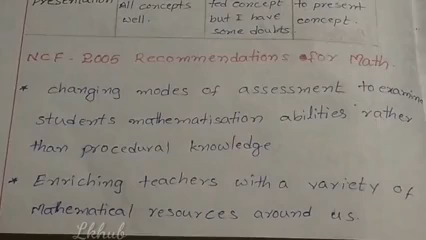 presentation all concepts ted concept to present
well. but I have concept.
some doubts
NCF - 2005 Recommendations for Math.
* changing modes of assessment to examine
students mathematisation abilities rather
than procedural knowledge
* Enriching teachers with a variety of
Mathematical resources around us.
Lkhub